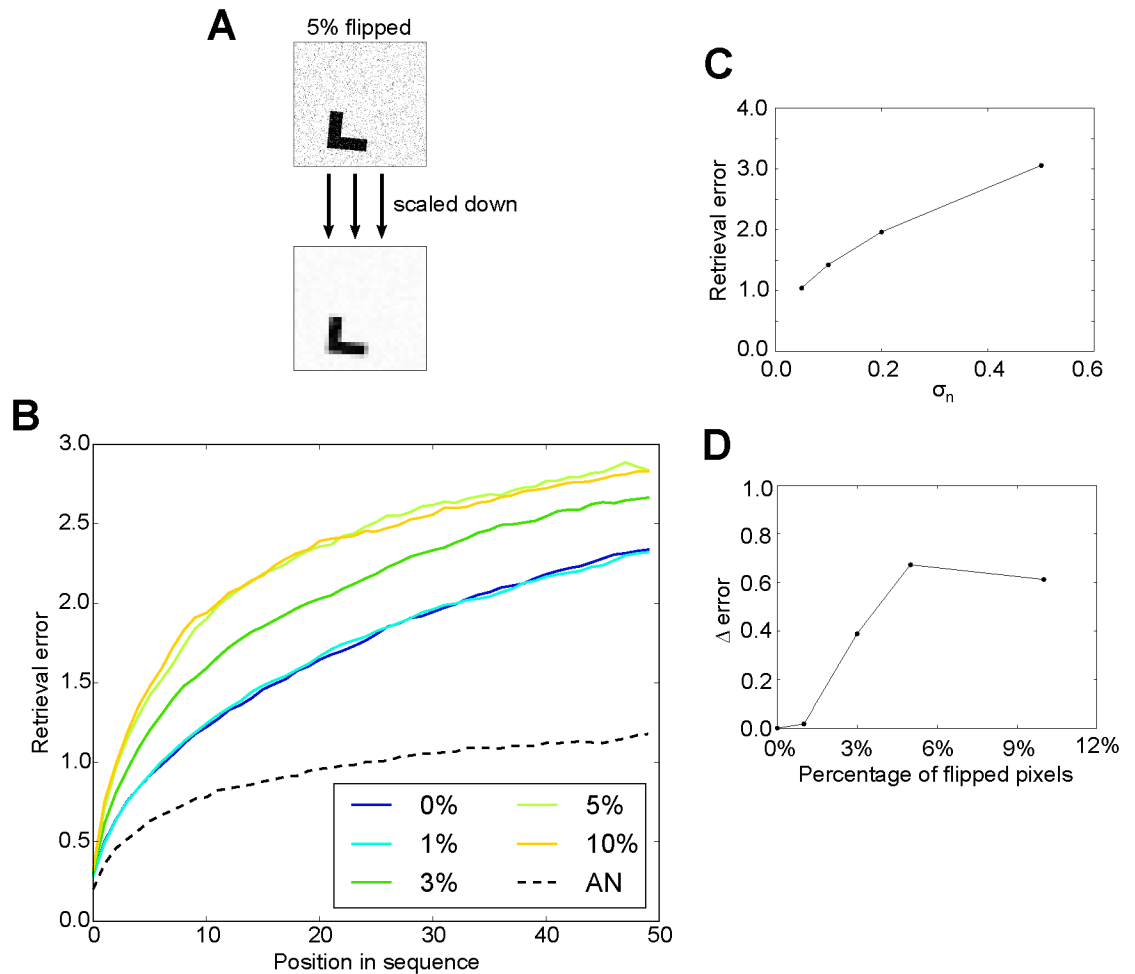 A
5% flipped
scaled down
B
3.0
2.5
2.0
1.5
1.0
0.5
0.0
Retrieval error
0 10 20 30 40 50
Position in sequence
0% 5%
1% 10%
3% AN
C
4.0
3.0
2.0
1.0
0.0
Retrieval error
0.0 0.2 0.4 0.6
σn
D
1.0
0.8
0.6
0.4
0.2
0.0
Δ error
0% 3% 6% 9% 12%
Percentage of flipped pixels